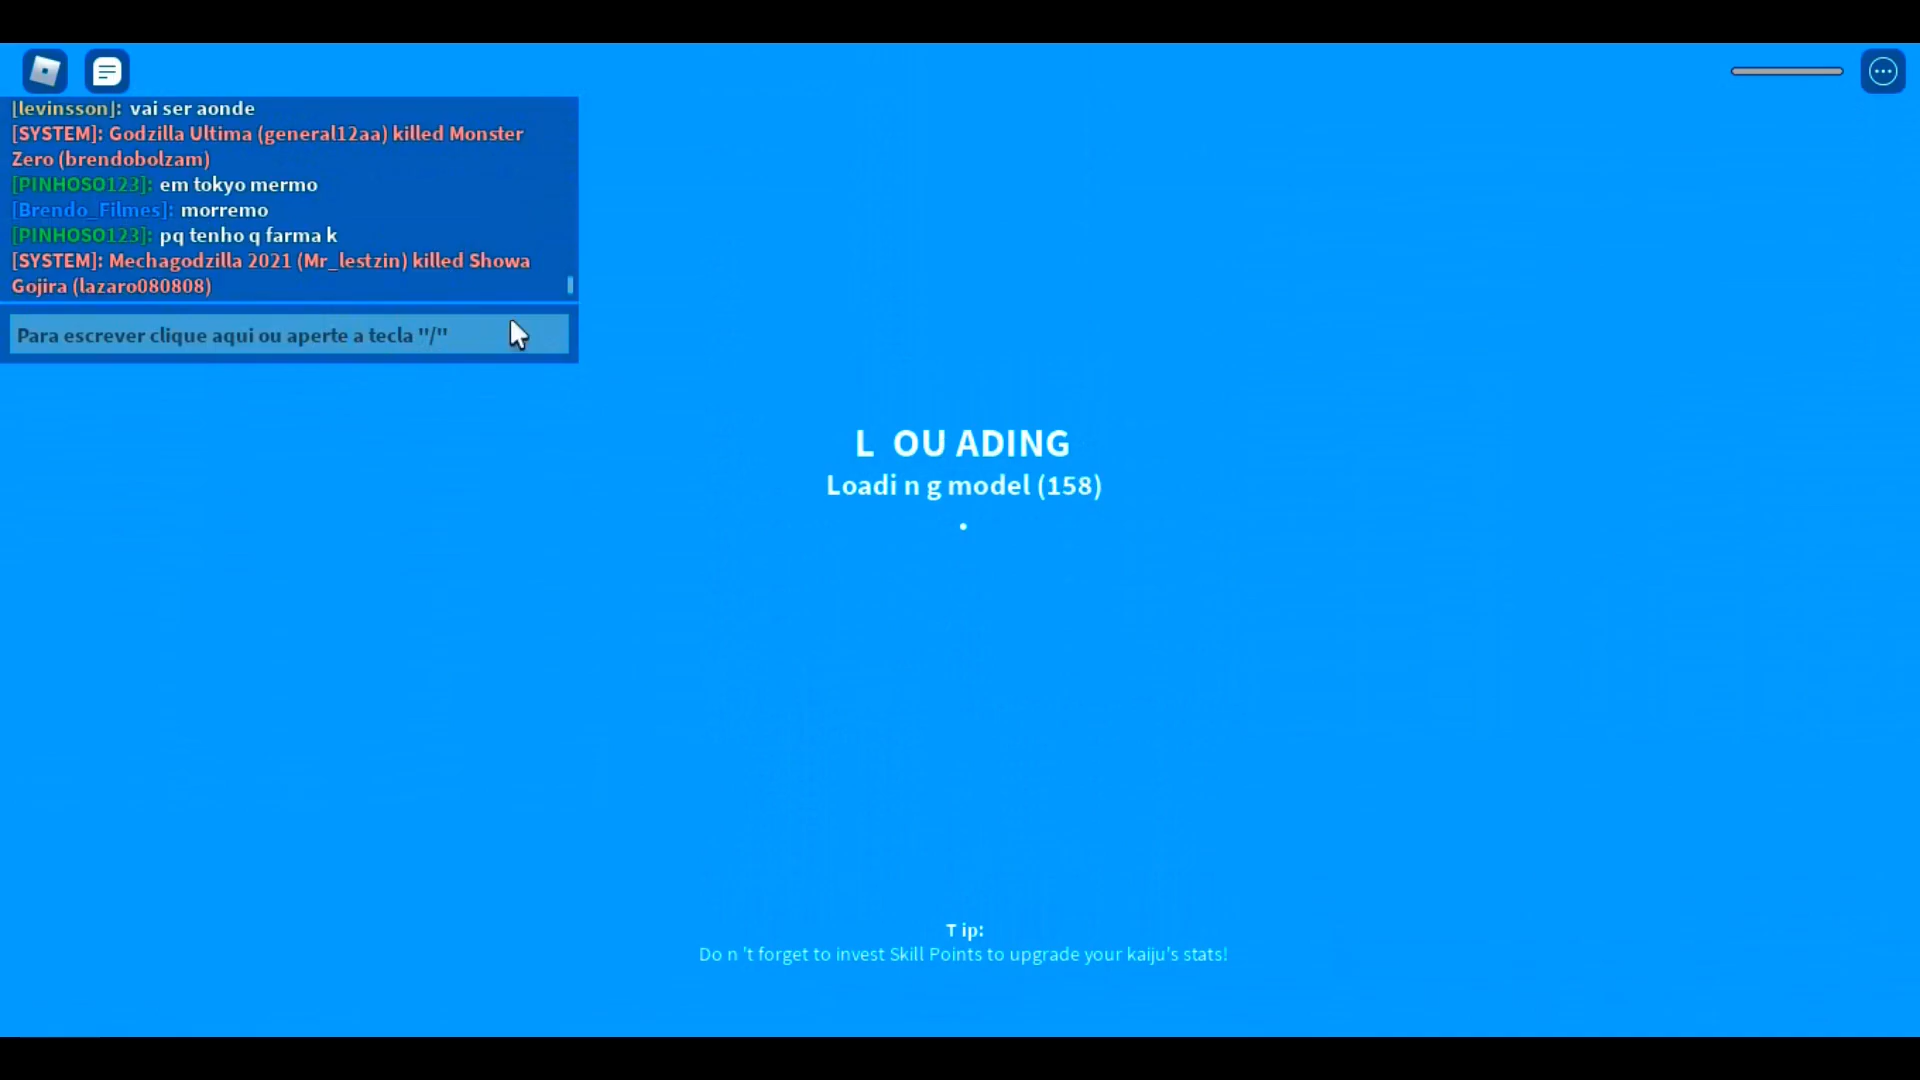 [levinsson]: vai ser aonde
[SYSTEM]: Godzilla Ultima (general12aa) killed Monster
Zero (brendobolzam)
[PINHOSO123]: em tokyo mermo
[Brendo_Filmes]: morremo
[PINHOSO123]: pq tenho q farma k
[SYSTEM]: Mechagodzilla 2021 (Mr_lestzin) killed Showa
Gojira (lazaro080808)
Para escrever clique aqui ou aperte a tecla "/"
L OU ADING
Loadi n g model (158)
.
T ip:
Do n 't forget to invest Skill Points to upgrade your kaiju's stats!